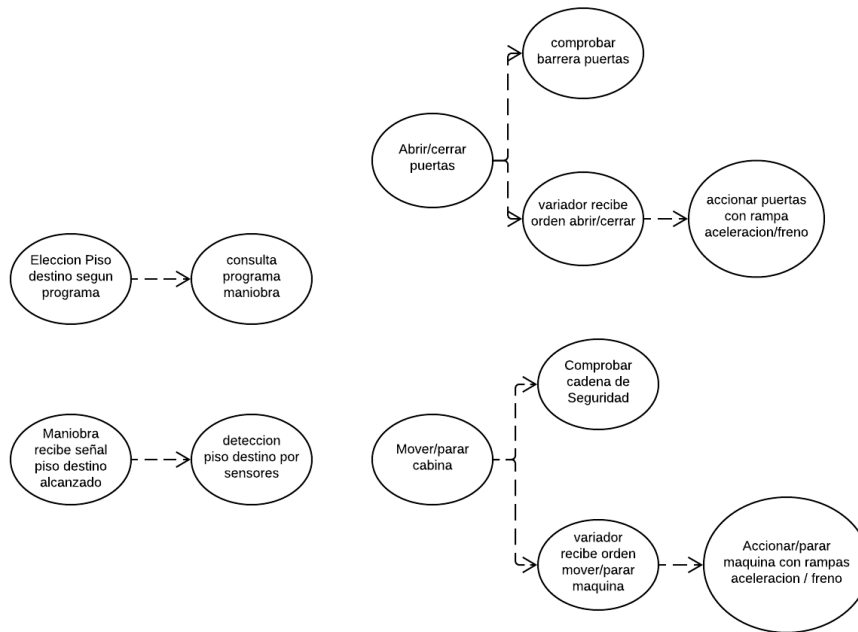 comprobar
barrera puertas
Abrir/cerrar
puertas
variador recibe
orden abrir/cerrar
accionar puertas
con rampa
aceleracion/freno
Eleccion Piso
destino segun
programa
consulta
programa
maniobra
Comprobar
cadena de
Seguridad
Maniobra
recibe señal
piso destino
alcanzado
deteccion
piso destino por
sensores
Mover/parar
cabina
variador
recibe orden
mover/parar
maquina
Accionar/parar
maquina con rampas
aceleracion / freno